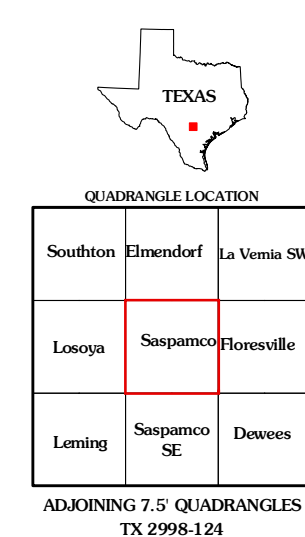 TEXAS
QUADRANGLE LOCATION
Southton Elmendorf La Vernia SW
Losoya Saspamco Floresville
Leming Saspamco SE Dewees
ADJOINING 7.5' QUADRANGLES
TX 2998-124